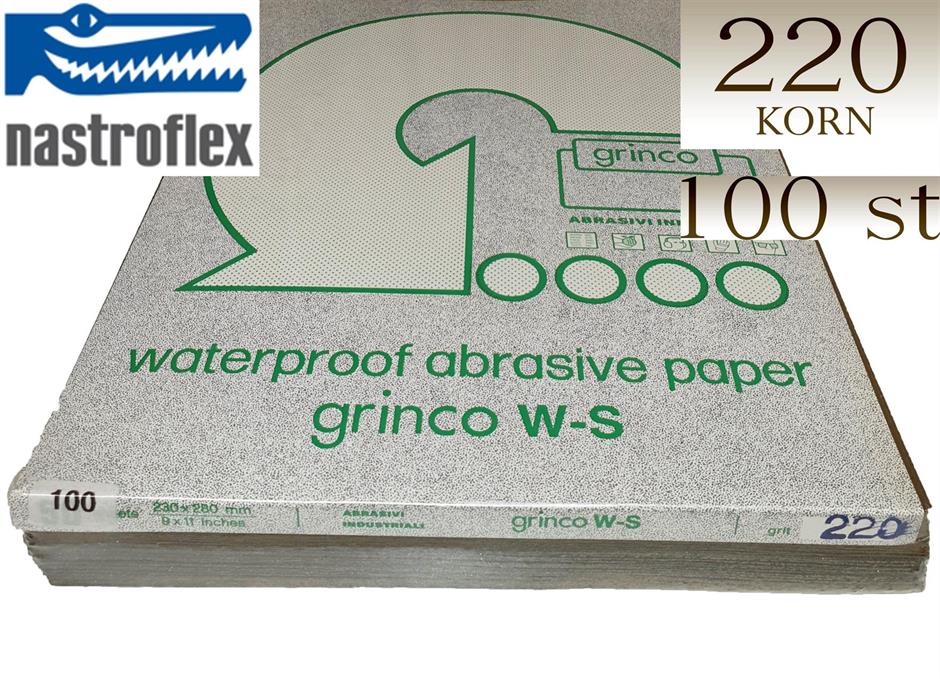 nastroflex
220
KORN
100 st
grinco
ABRASIVI
waterproof abrasive paper
grinco W-S
100
230 x 280 mm
9 x 11 inches
ABRASIVI
INDUSTRIALI
grinco W-S
grit
220